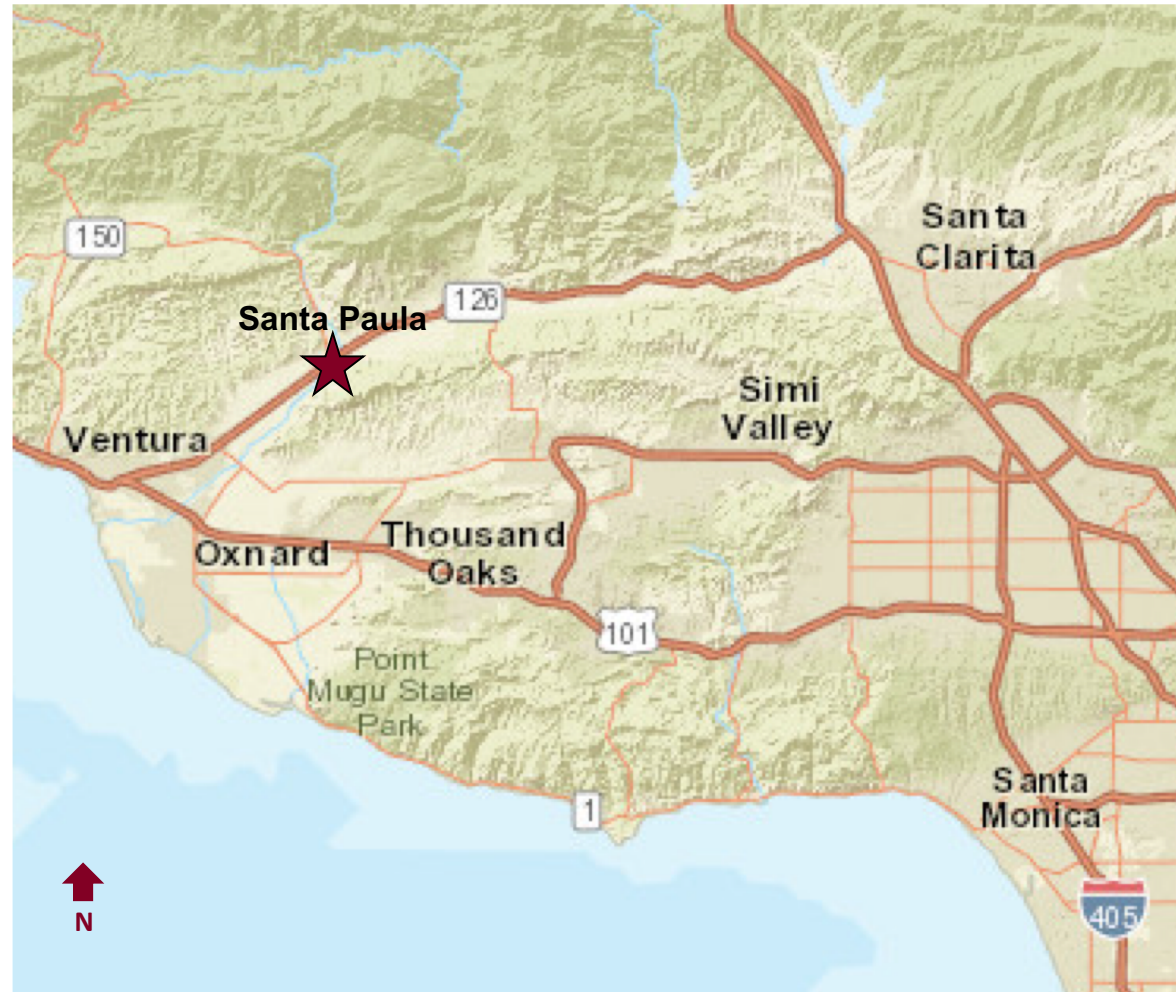 Santa
Clarita
150
126
Santa Paula
Simi
Valley
Ventura
Thousand
Oaks
Oxnard
101
Point
Mugu State
Park
Santa
Monica
1
N
405